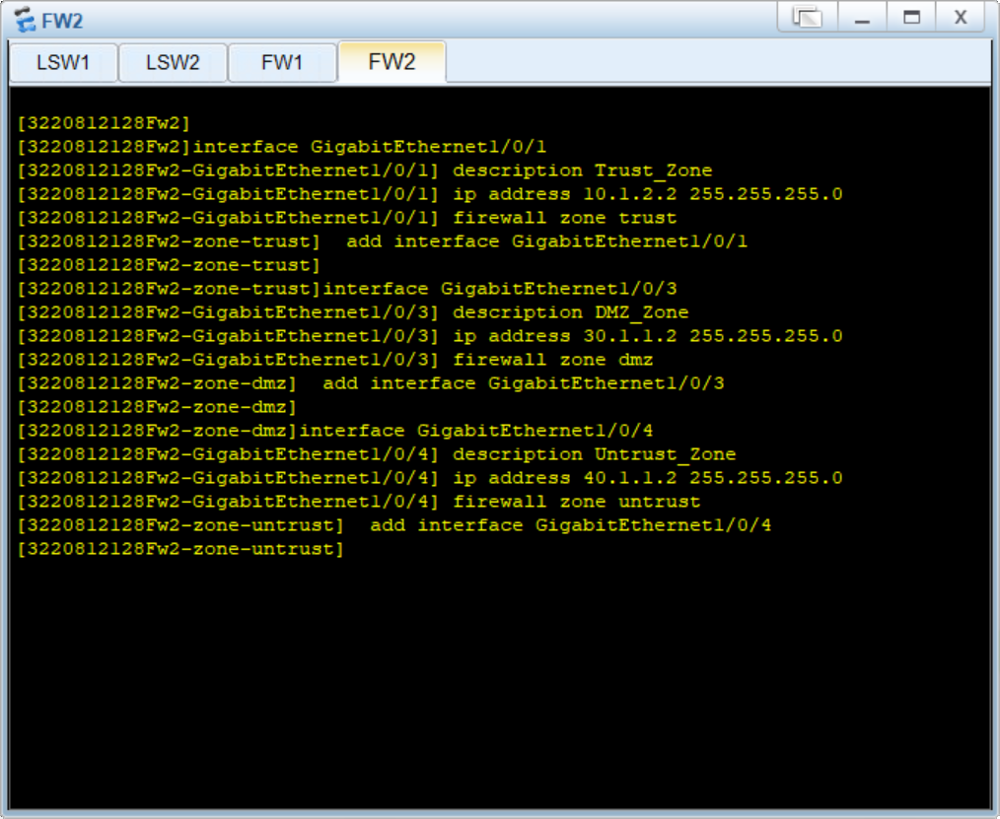 FW2
X
LSW1 LSW2 FW1 FW2
[3220812128Fw2]
[3220812128Fw2]interface GigabitEthernet1/0/1
[3220812128Fw2-GigabitEthernet1/0/1] description Trust_Zone
[3220812128Fw2-GigabitEthernet1/0/1] ip address 10.1.2.2 255.255.255.0
[3220812128Fw2-GigabitEthernet1/0/1] firewall zone trust
[3220812128Fw2-zone-trust]  add interface GigabitEthernet1/0/1
[3220812128Fw2-zone-trust]
[3220812128Fw2-zone-trust]interface GigabitEthernet1/0/3
[3220812128Fw2-GigabitEthernet1/0/3] description DMZ_Zone
[3220812128Fw2-GigabitEthernet1/0/3] ip address 30.1.1.2 255.255.255.0
[3220812128Fw2-GigabitEthernet1/0/3] firewall zone dmz
[3220812128Fw2-zone-dmz]  add interface GigabitEthernet1/0/3
[3220812128Fw2-zone-dmz]
[3220812128Fw2-zone-dmz]interface GigabitEthernet1/0/4
[3220812128Fw2-GigabitEthernet1/0/4] description Untrust_Zone
[3220812128Fw2-GigabitEthernet1/0/4] ip address 40.1.1.2 255.255.255.0
[3220812128Fw2-GigabitEthernet1/0/4] firewall zone untrust
[3220812128Fw2-zone-untrust]  add interface GigabitEthernet1/0/4
[3220812128Fw2-zone-untrust]